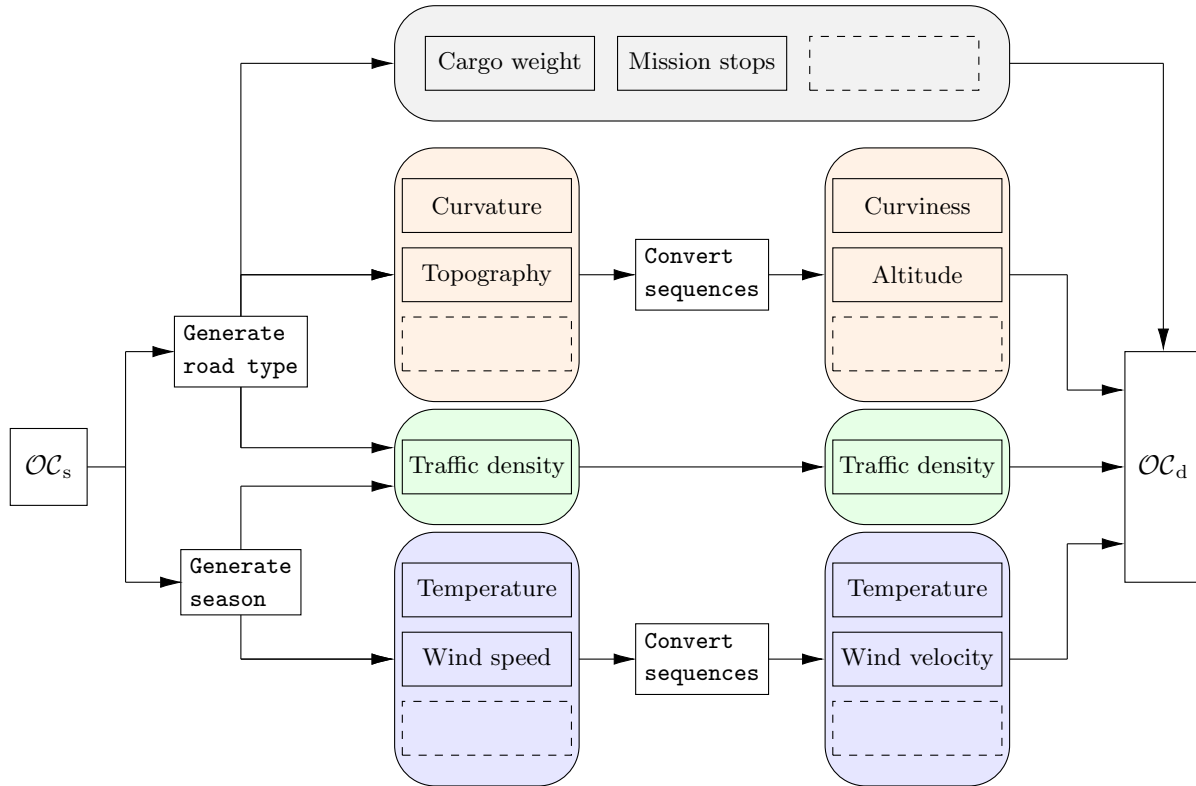 Cargo weight
Mission stops
Curvature
Curviness
Topography
Convert
sequences
Altitude
Generate
road type
𝒪𝒞s
Traffic density
Traffic density
𝒪𝒞d
Generate
season
Temperature
Temperature
Wind speed
Convert
sequences
Wind velocity